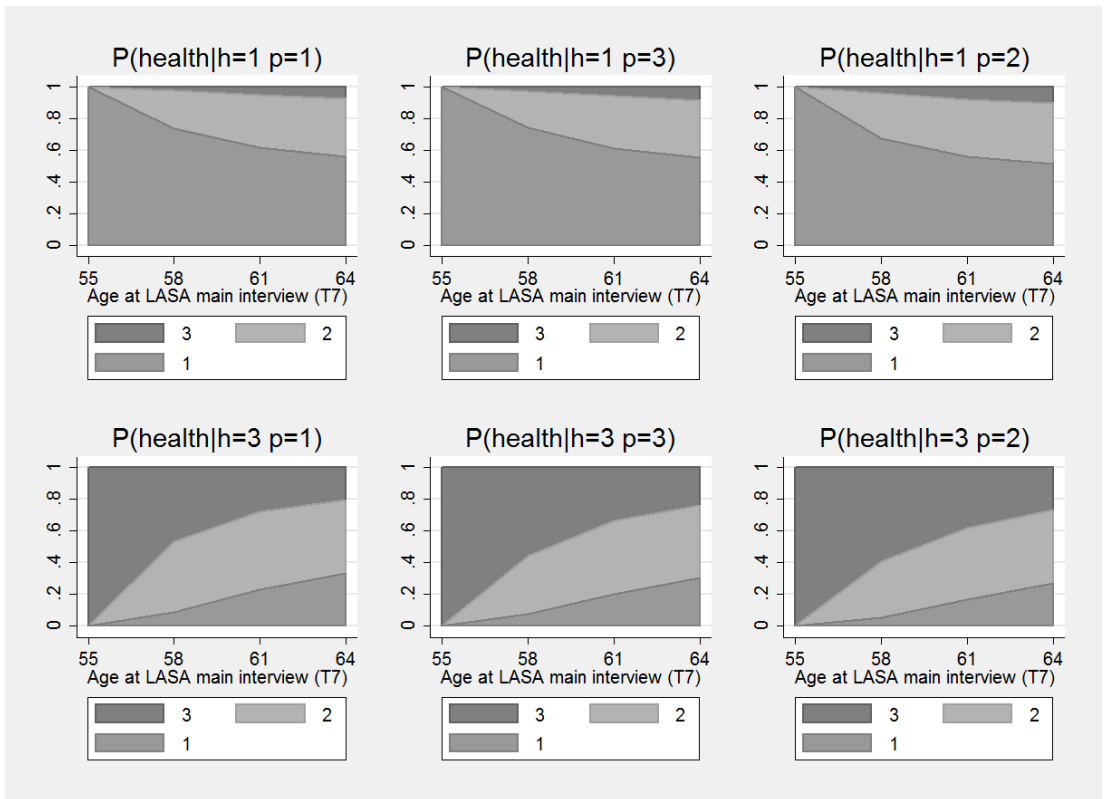 P(health|h=1 p=1)
1
.8
.6
.4
.2
0
55 58 61 64
Age at LASA main interview (T7)
3 2
1
P(health|h=1 p=3)
1
.8
.6
.4
.2
0
55 58 61 64
Age at LASA main interview (T7)
3 2
1
P(health|h=1 p=2)
1
.8
.6
.4
.2
0
55 58 61 64
Age at LASA main interview (T7)
3 2
1
P(health|h=3 p=1)
1
.8
.6
.4
.2
0
55 58 61 64
Age at LASA main interview (T7)
3 2
1
P(health|h=3 p=3)
1
.8
.6
.4
.2
0
55 58 61 64
Age at LASA main interview (T7)
3 2
1
P(health|h=3 p=2)
1
.8
.6
.4
.2
0
55 58 61 64
Age at LASA main interview (T7)
3 2
1